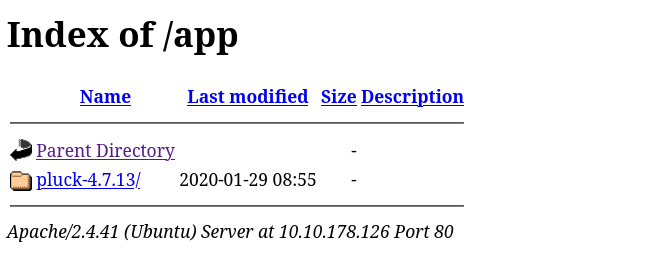 Index of /app
Name Last modified Size Description
Parent Directory -
pluck-4.7.13/ 2020-01-29 08:55 -
Apache/2.4.41 (Ubuntu) Server at 10.10.178.126 Port 80